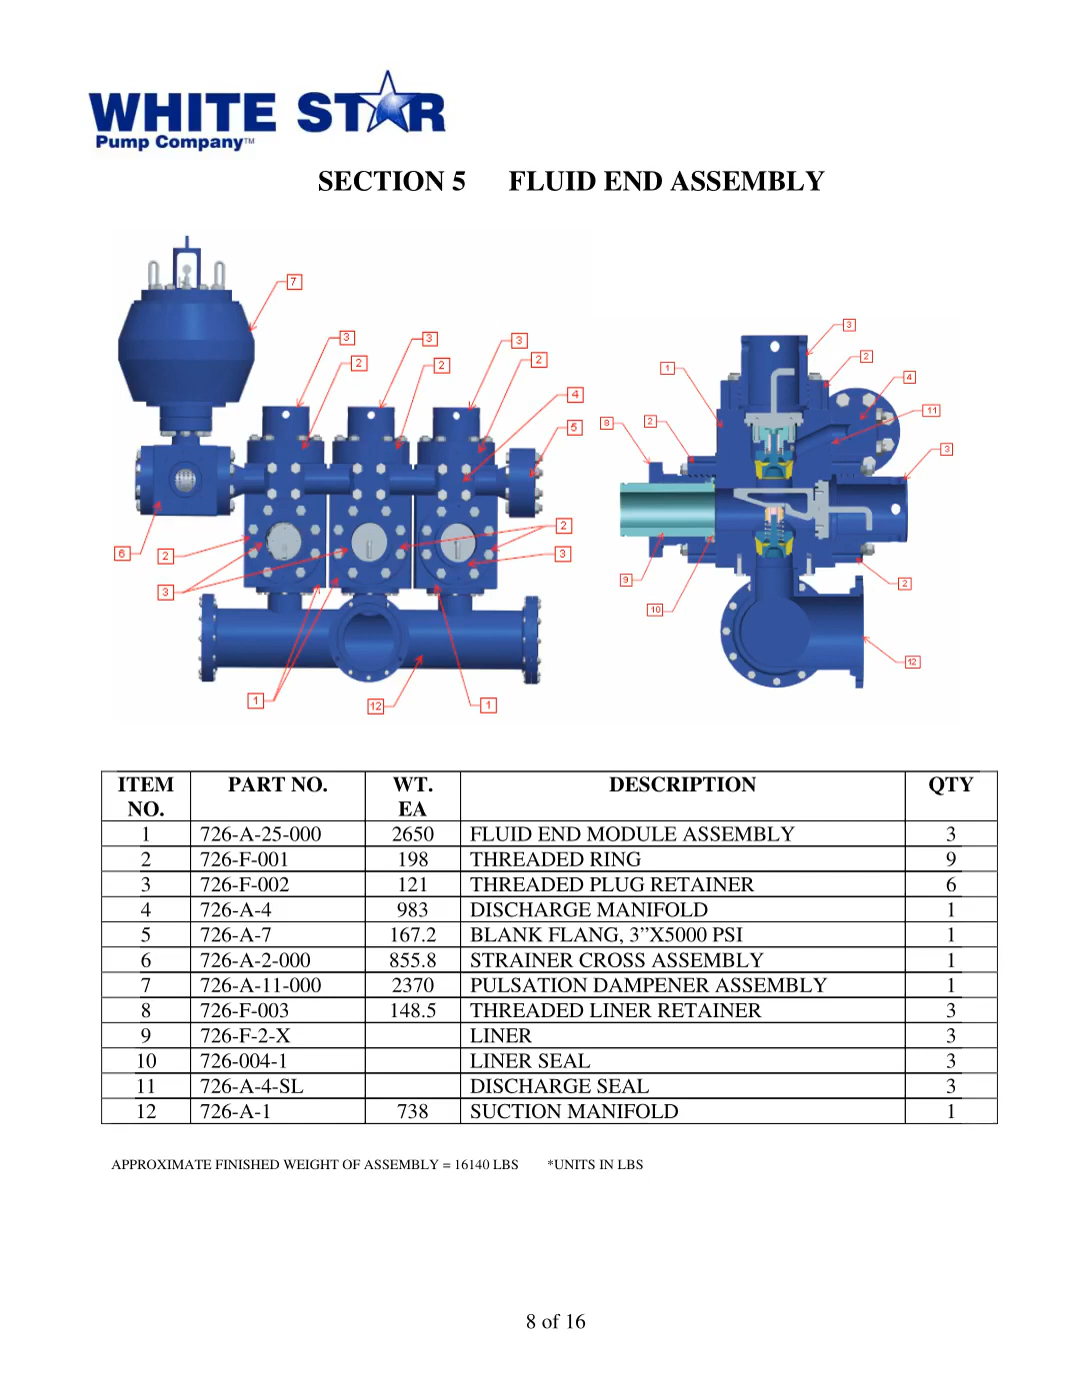 WHITE STAR
Pump Company™
SECTION 5 FLUID END ASSEMBLY
7
3 3 3
2 2 2
4
5
6
2
3
2
3
1
12
1
3
1
2
4
8
2
11
3
9
10
2
12
ITEM NO. PART NO. WT. EA DESCRIPTION QTY
1 726-A-25-000 2650 FLUID END MODULE ASSEMBLY 3
2 726-F-001 198 THREADED RING 9
3 726-F-002 121 THREADED PLUG RETAINER 6
4 726-A-4 983 DISCHARGE MANIFOLD 1
5 726-A-7 167.2 BLANK FLANG, 3”X5000 PSI 1
6 726-A-2-000 855.8 STRAINER CROSS ASSEMBLY 1
7 726-A-11-000 2370 PULSATION DAMPENER ASSEMBLY 1
8 726-F-003 148.5 THREADED LINER RETAINER 3
9 726-F-2-X LINER 3
10 726-004-1 LINER SEAL 3
11 726-A-4-SL DISCHARGE SEAL 3
12 726-A-1 738 SUCTION MANIFOLD 1
APPROXIMATE FINISHED WEIGHT OF ASSEMBLY = 16140 LBS *UNITS IN LBS
8 of 16